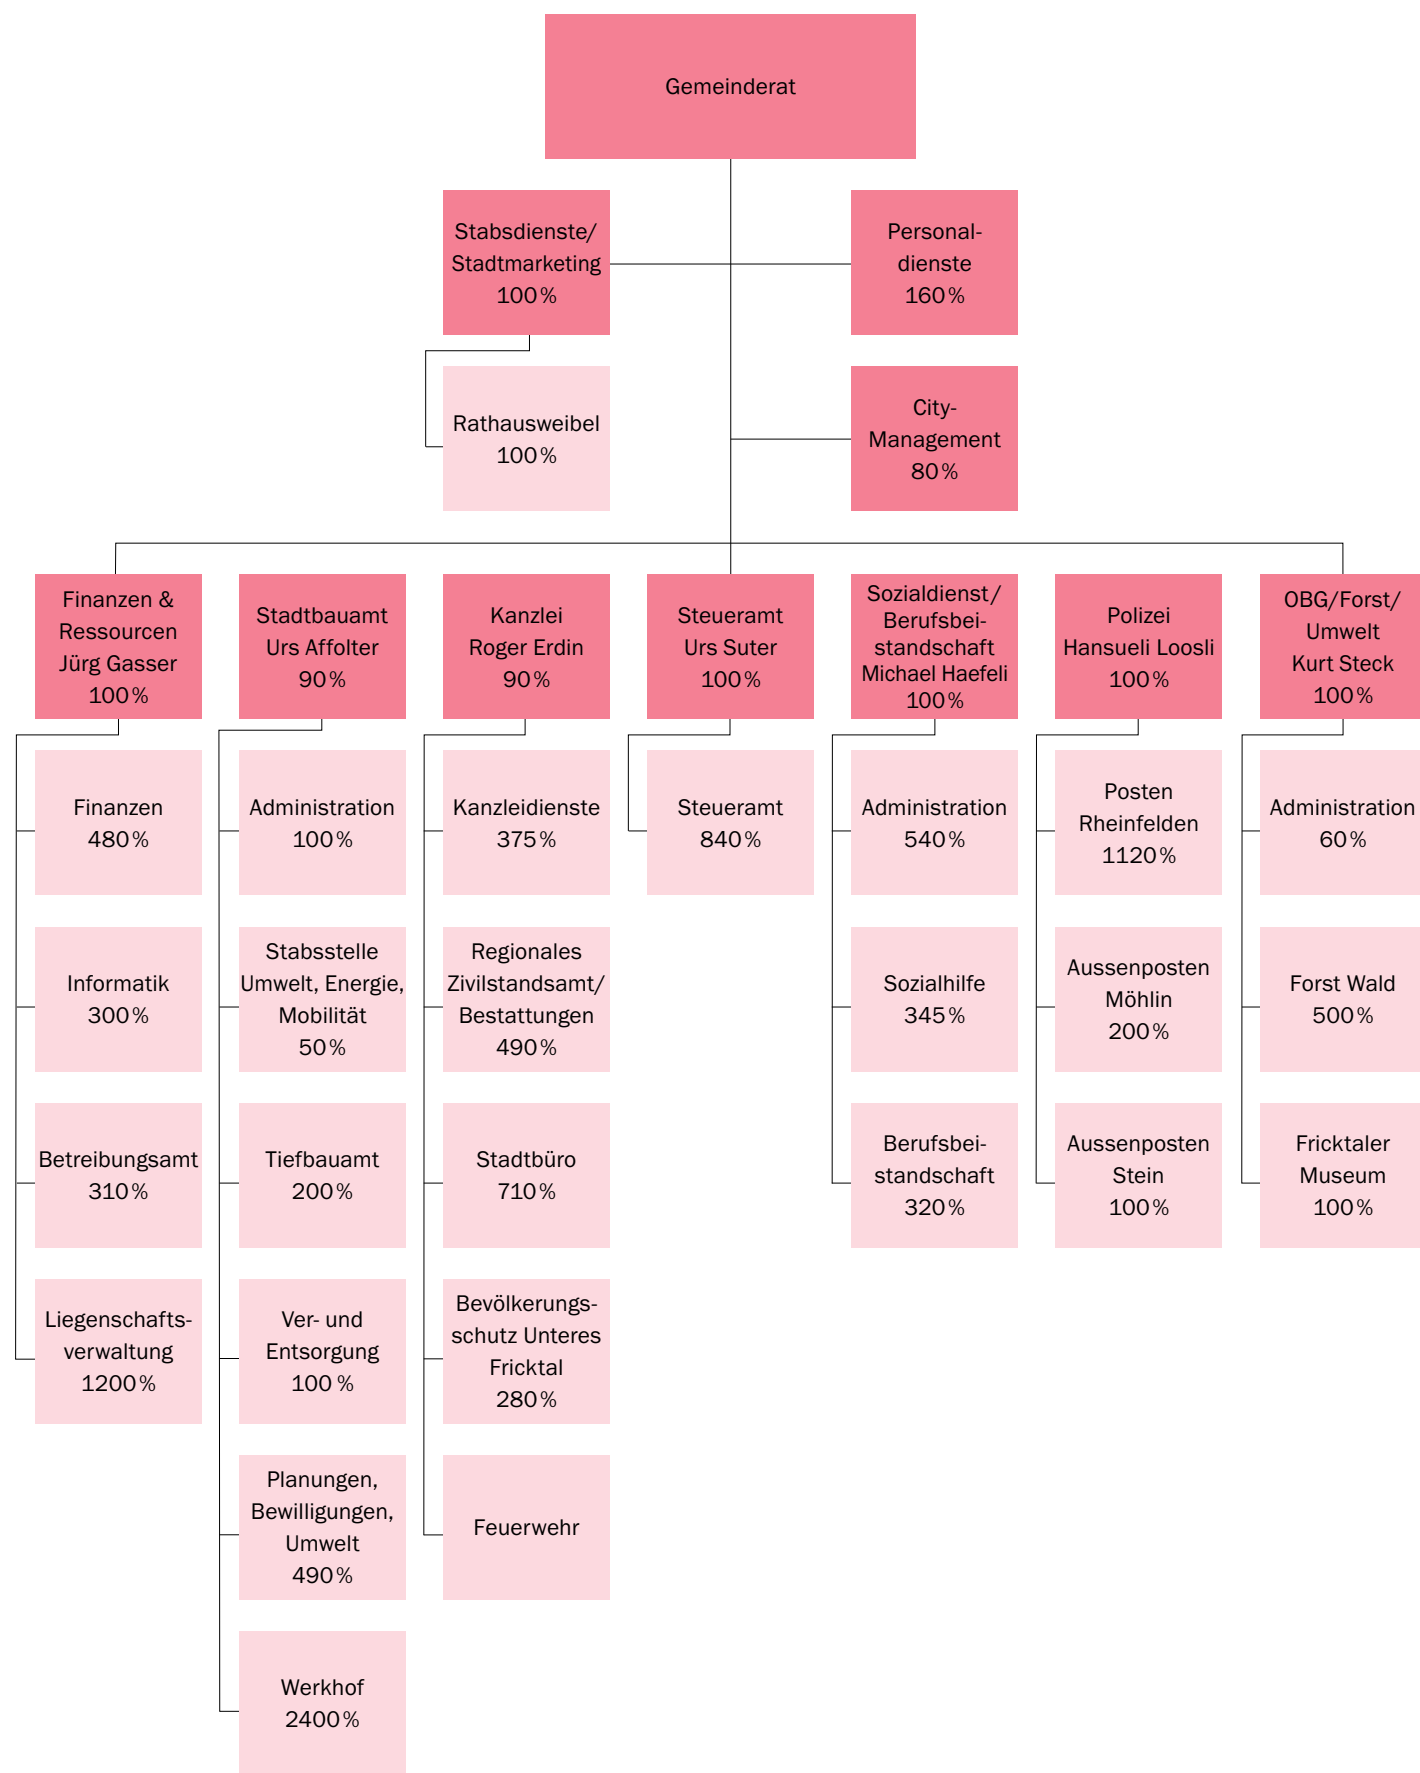 Gemeinderat
Stabsdienste/
Stadtmarketing
100%
Personal-
dienste
160%
Rathausweibel
100%
City-
Management
80%
Finanzen &
Ressourcen
Jürg Gasser
100%
Stadtbauamt
Urs Affolter
90%
Kanzlei
Roger Erdin
90%
Steueramt
Urs Suter
100%
Sozialdienst/
Berufsbei-
standschaft
Michael Haefeli
100%
Polizei
Hansueli Loosli
100%
OBG/Forst/
Umwelt
Kurt Steck
100%
Finanzen
480%
Administration
100%
Kanzleidienste
375%
Steueramt
840%
Administration
540%
Posten
Rheinfelden
1120%
Administration
60%
Informatik
300%
Stabsstelle
Umwelt, Energie,
Mobilität
50%
Regionales
Zivilstandsamt/
Bestattungen
490%
Sozialhilfe
345%
Aussenposten
Möhlin
200%
Forst Wald
500%
Betreibungsamt
310%
Tiefbauamt
200%
Stadtbüro
710%
Berufsbei-
standschaft
320%
Aussenposten
Stein
100%
Fricktaler
Museum
100%
Liegenschafts-
verwaltung
1200%
Ver- und
Entsorgung
100 %
Bevölkerungs-
schutz Unteres
Fricktal
280%
Planungen,
Bewilligungen,
Umwelt
490%
Feuerwehr
Werkhof
2400%